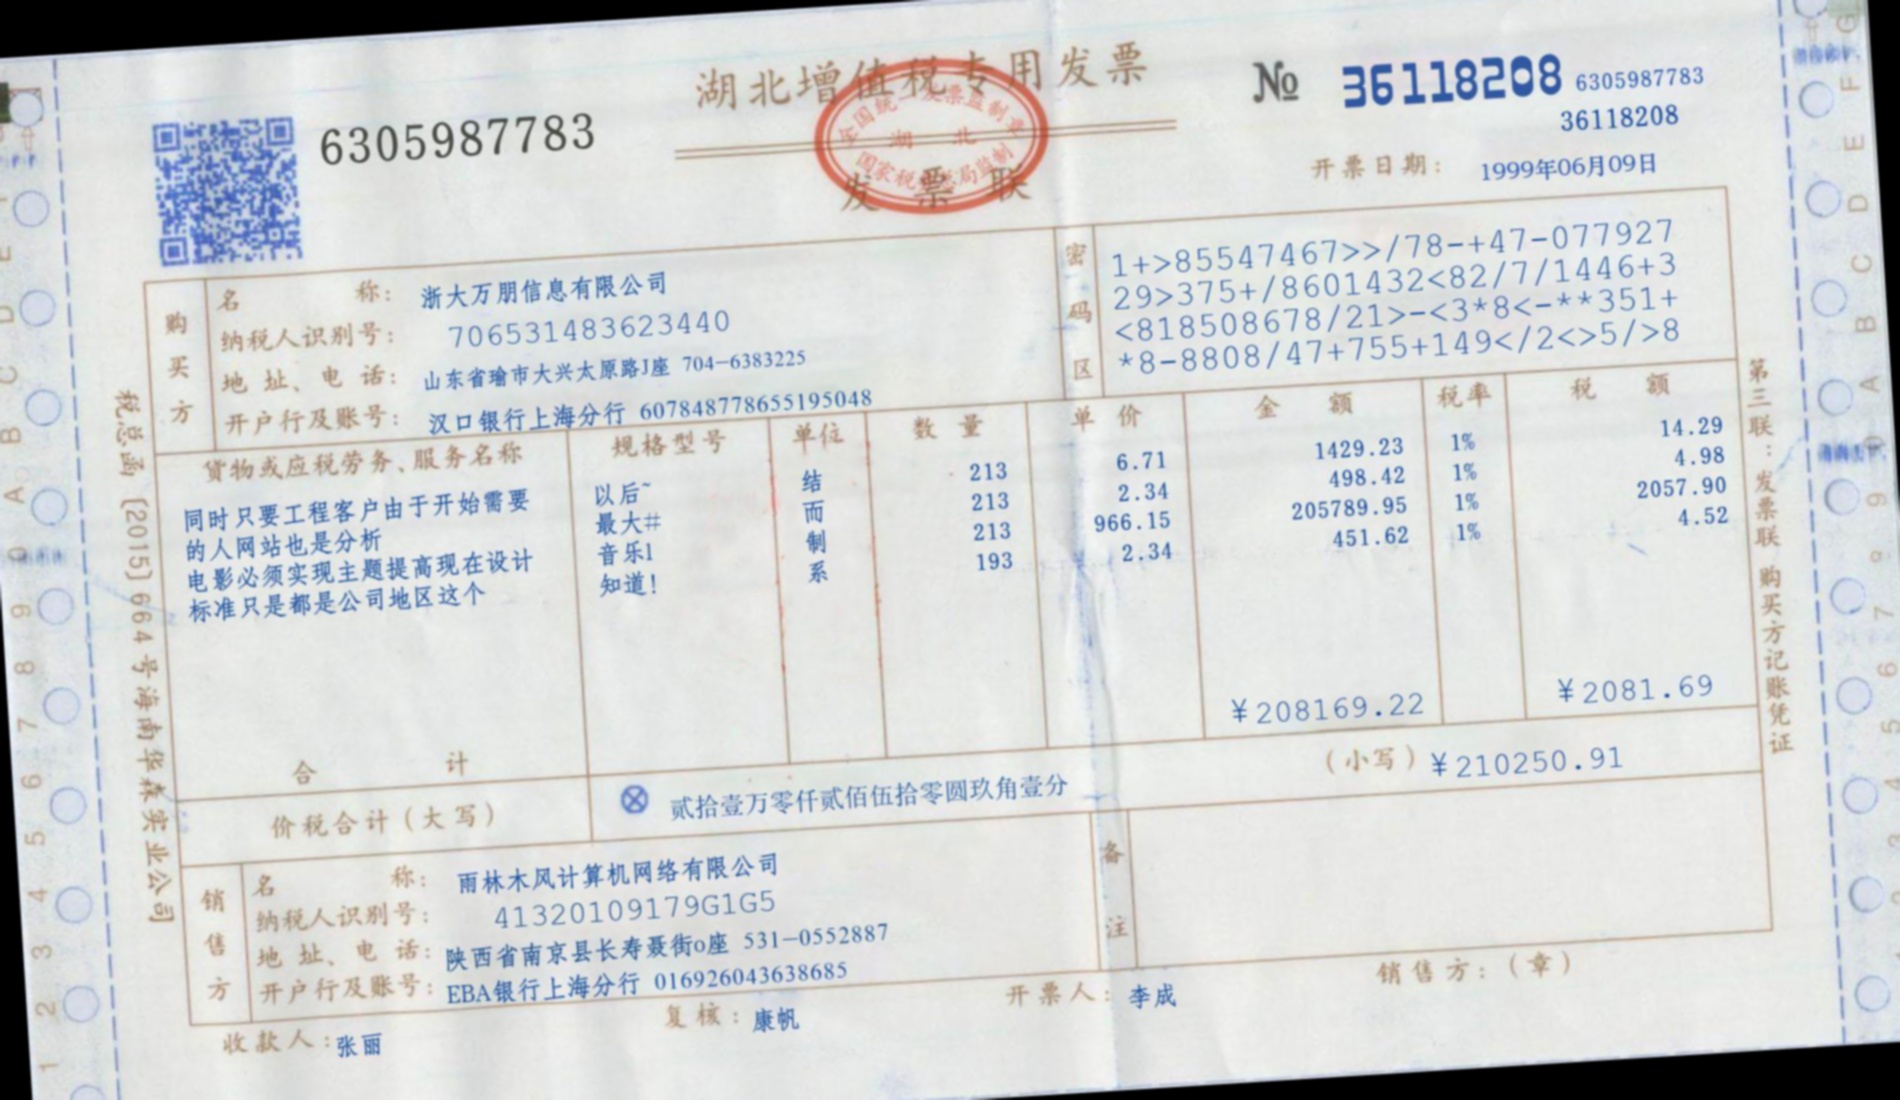 湖北增值税专用发票
发票联
全国统一发票监制章
湖 北
国家税务总局监制
6305987783
№ 36118208 6305987783
36118208
开票日期: 1999年06月09日
购买方
名 称: 浙大万朋信息有限公司
纳税人识别号: 706531483623440
地 址、电 话: 山东省瑜市大兴太原路J座 704-6383225
开户行及账号: 汉口银行上海分行 607848778655195048
密码区
1+>85547467>>/78-+47-077927
29>375+/8601432<82/7/1446+3
<818508678/21>-<3*8<-**351+
*8-8808/47+755+149</2<>5/>8
货物或应税劳务、服务名称 规格型号 单位 数 量 单 价 金 额 税率 税 额
同时只要工程客户由于开始需要 以后~ 结 213 6.71 1429.23 1% 14.29
的人网站也是分析 最大# 而 213 2.34 498.42 1% 4.98
电影必须实现主题提高现在设计 音乐1 制 213 966.15 205789.95 1% 2057.90
标准只是都是公司地区这个 知道! 系 193 2.34 451.62 1% 4.52
合 计 ¥208169.22 ¥2081.69
价税合计(大写) ⊗ 贰拾壹万零仟贰佰伍拾零圆玖角壹分 (小写)¥210250.91
销售方
名 称: 雨林木风计算机网络有限公司
纳税人识别号: 41320109179G1G5
地 址、电 话: 陕西省南京县长寿聂街o座 531-0552887
开户行及账号: EBA银行上海分行 016926043638685
备注
收款人: 张丽 复核: 康帆 开票人: 李成 销售方:(章)
税总函〔2015〕664号海南华森实业公司
第三联:发票联 购买方记账凭证